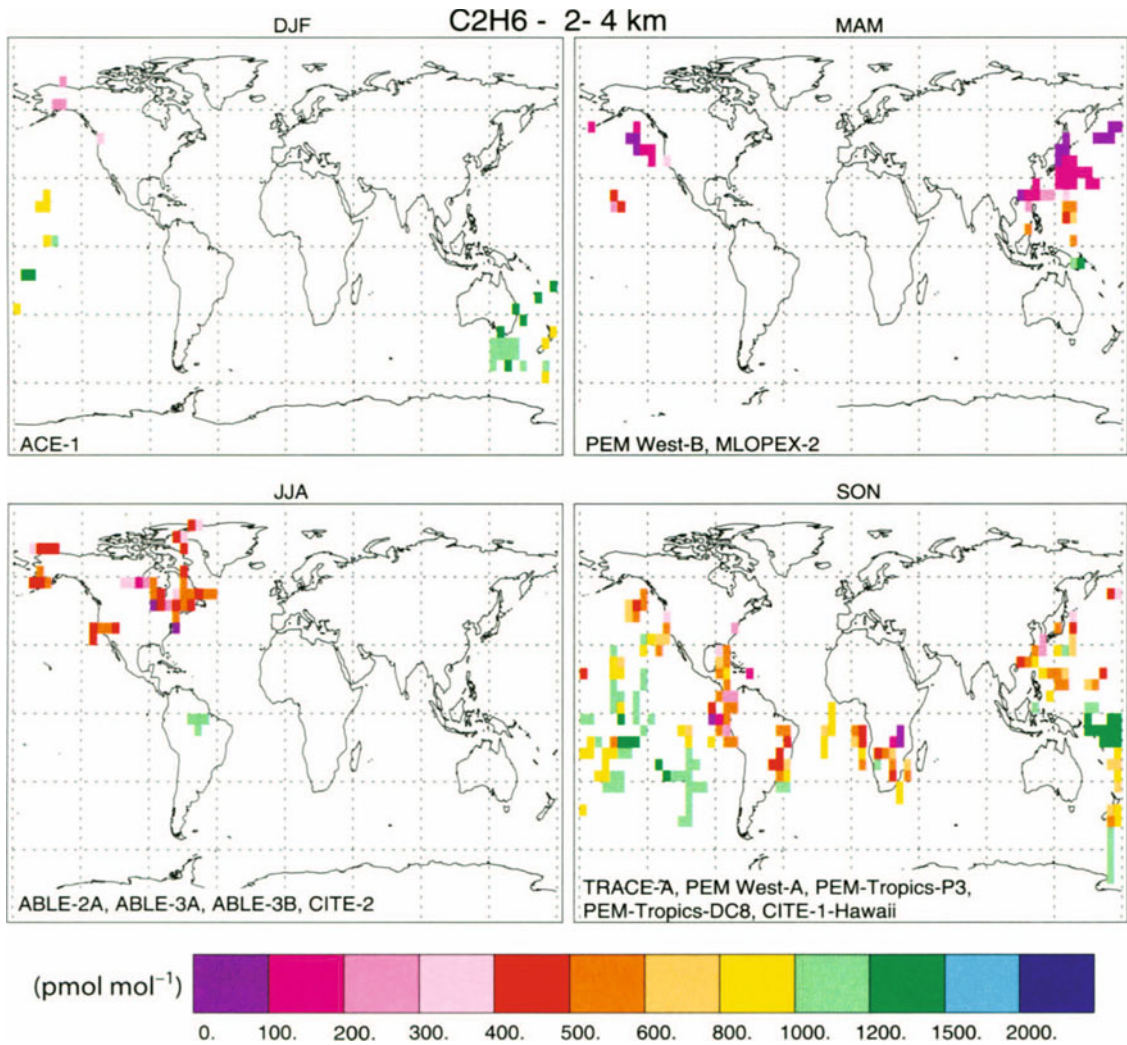 C2H6 - 2- 4 km
DJF
MAM
ACE-1
PEM West-B, MLOPEX-2
JJA
SON
ABLE-2A, ABLE-3A, ABLE-3B, CITE-2
TRACE-A, PEM West-A, PEM-Tropics-P3,
PEM-Tropics-DC8, CITE-1-Hawaii
(pmol mol⁻¹)
0. 100. 200. 300. 400. 500. 600. 800. 1000. 1200. 1500. 2000.